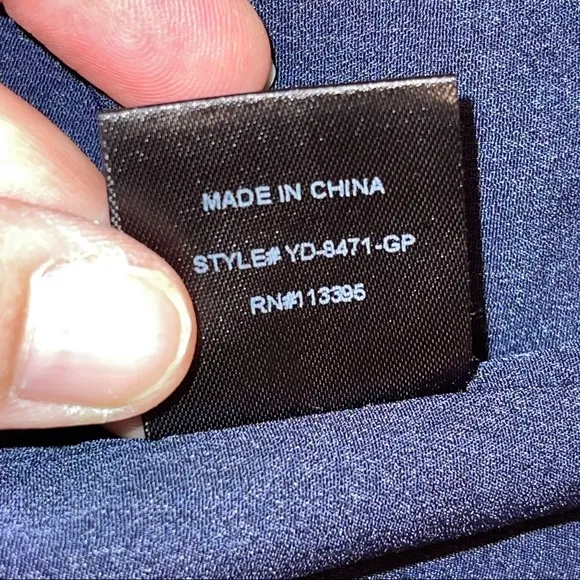 MADE IN CHINA
STYLE# YD-8471-GP
RN#113395